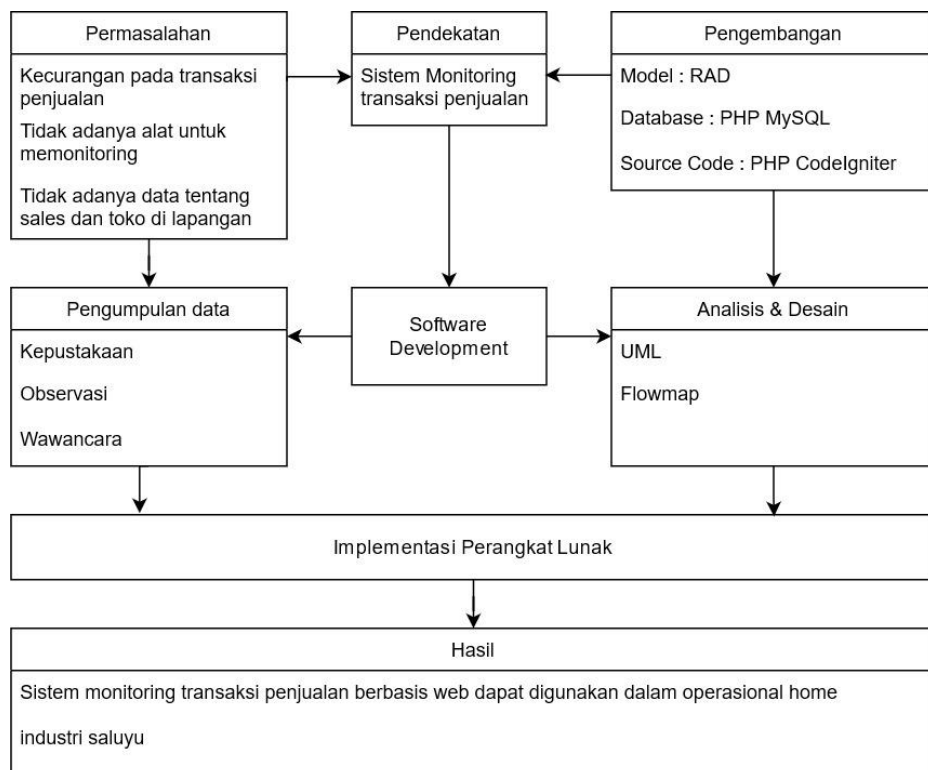 Permasalahan
Kecurangan pada transaksi
penjualan
Tidak adanya alat untuk
memonitoring
Tidak adanya data tentang
sales dan toko di lapangan
Pendekatan
Sistem Monitoring
transaksi penjualan
Pengembangan
Model : RAD
Database : PHP MySQL
Source Code : PHP CodeIgniter
Pengumpulan data
Kepustakaan
Observasi
Wawancara
Software
Development
Analisis & Desain
UML
Flowmap
Implementasi Perangkat Lunak
Hasil
Sistem monitoring transaksi penjualan berbasis web dapat digunakan dalam operasional home
industri saluyu